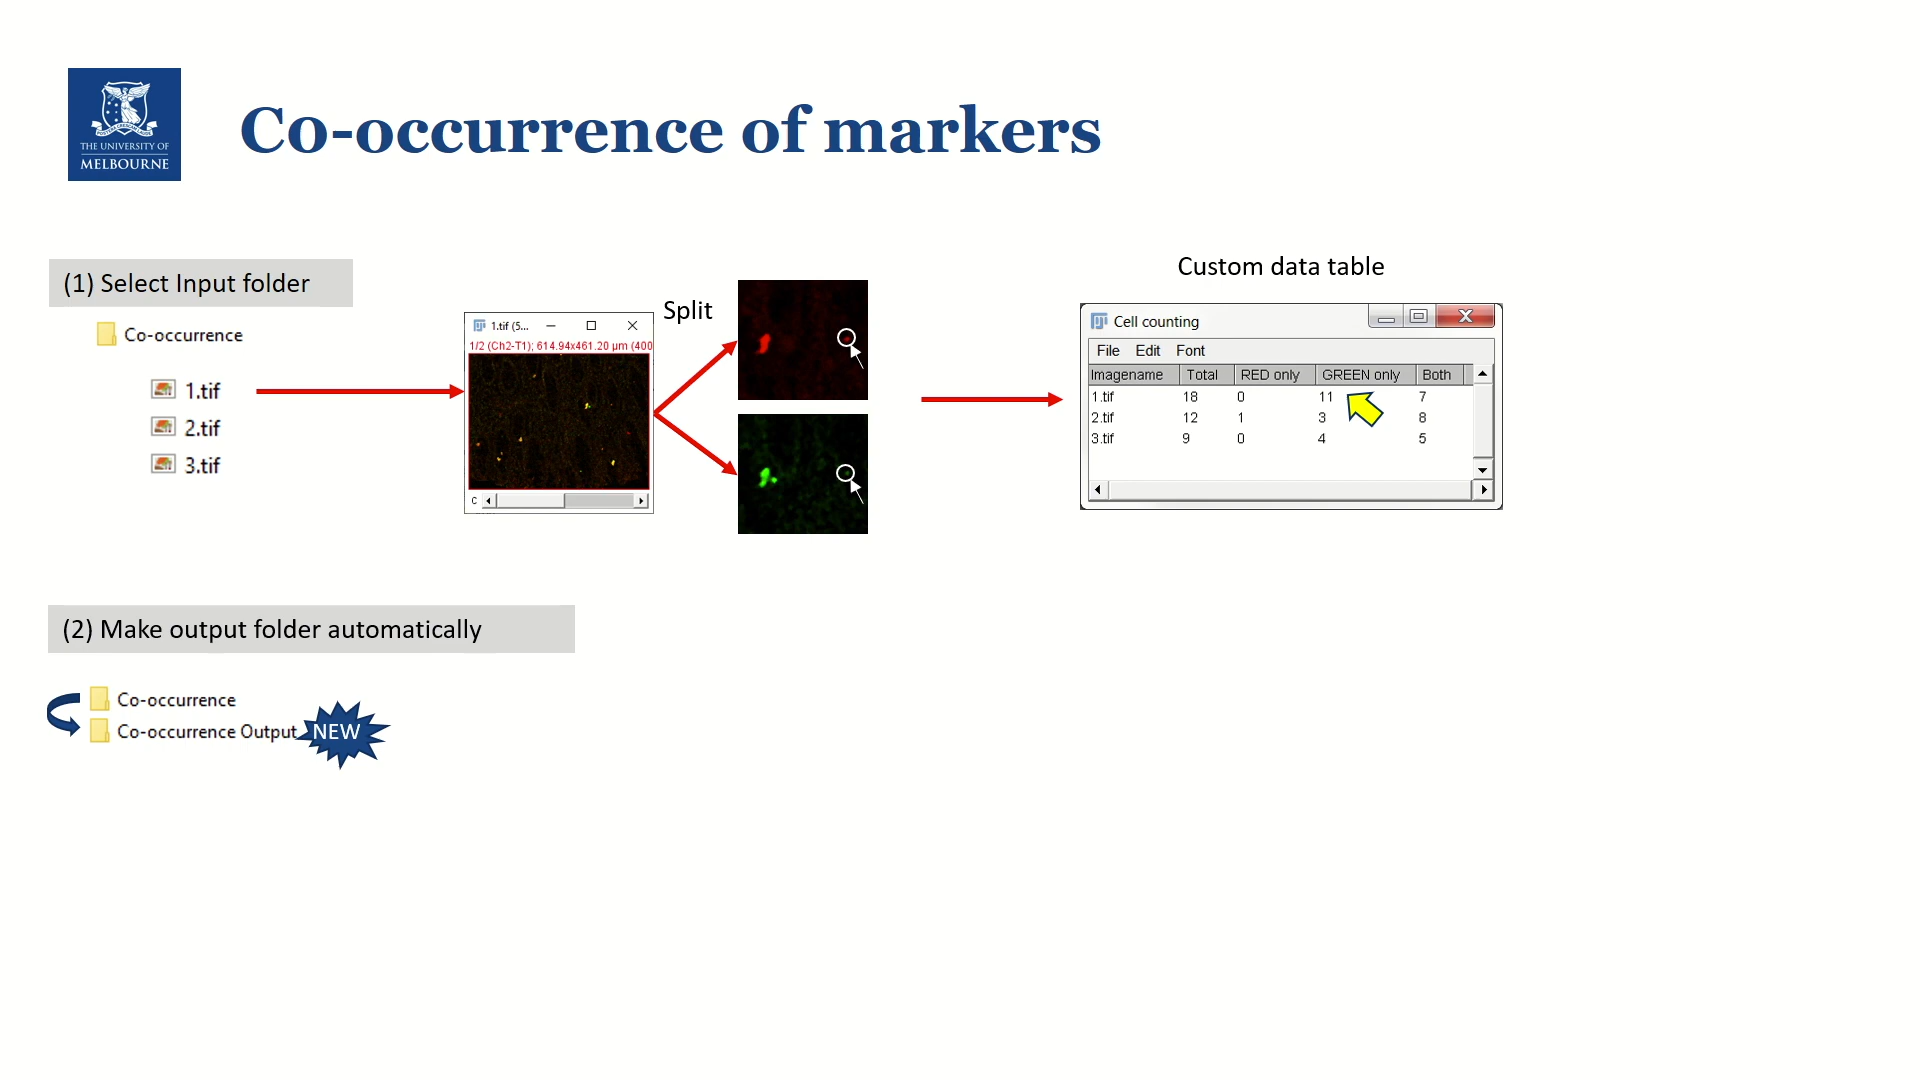 THE UNIVERSITY OF
MELBOURNE
Co-occurrence of markers
(1) Select Input folder
Co-occurrence
1.tif
2.tif
3.tif
1.tif (5...
1/2 (Ch2-T1); 614.94x461.20 µm (400
c
Split
Custom data table
Cell counting
File Edit Font
Imagename Total RED only GREEN only Both
1.tif 18 0 11 7
2.tif 12 1 3 8
3.tif 9 0 4 5
(2) Make output folder automatically
Co-occurrence
Co-occurrence Output
NEW